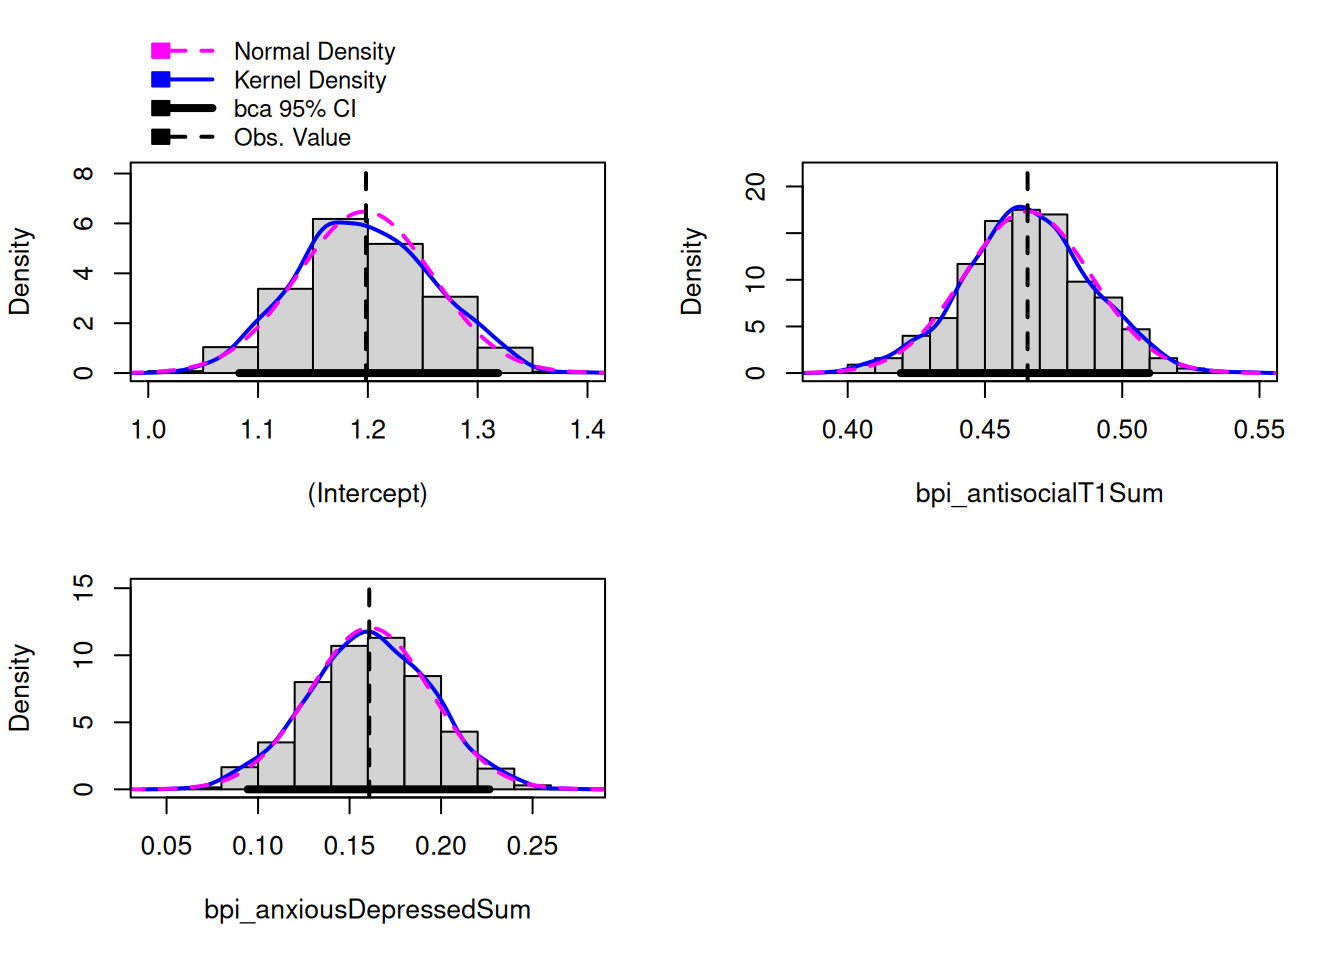 Normal Density
Kernel Density
bca 95% CI
Obs. Value
Density
0 2 4 6 8
1.0 1.1 1.2 1.3 1.4
(Intercept)
Density
0 5 10 20
0.40 0.45 0.50 0.55
bpi_antisocialT1Sum
Density
0 5 10 15
0.05 0.10 0.15 0.20 0.25
bpi_anxiousDepressedSum